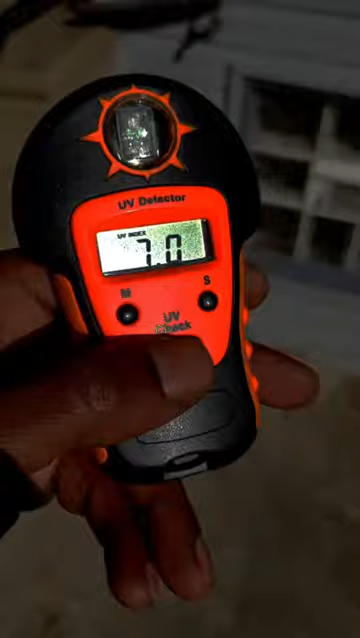 UV Detector
UV INDEX
7.0
M S
UV
Check